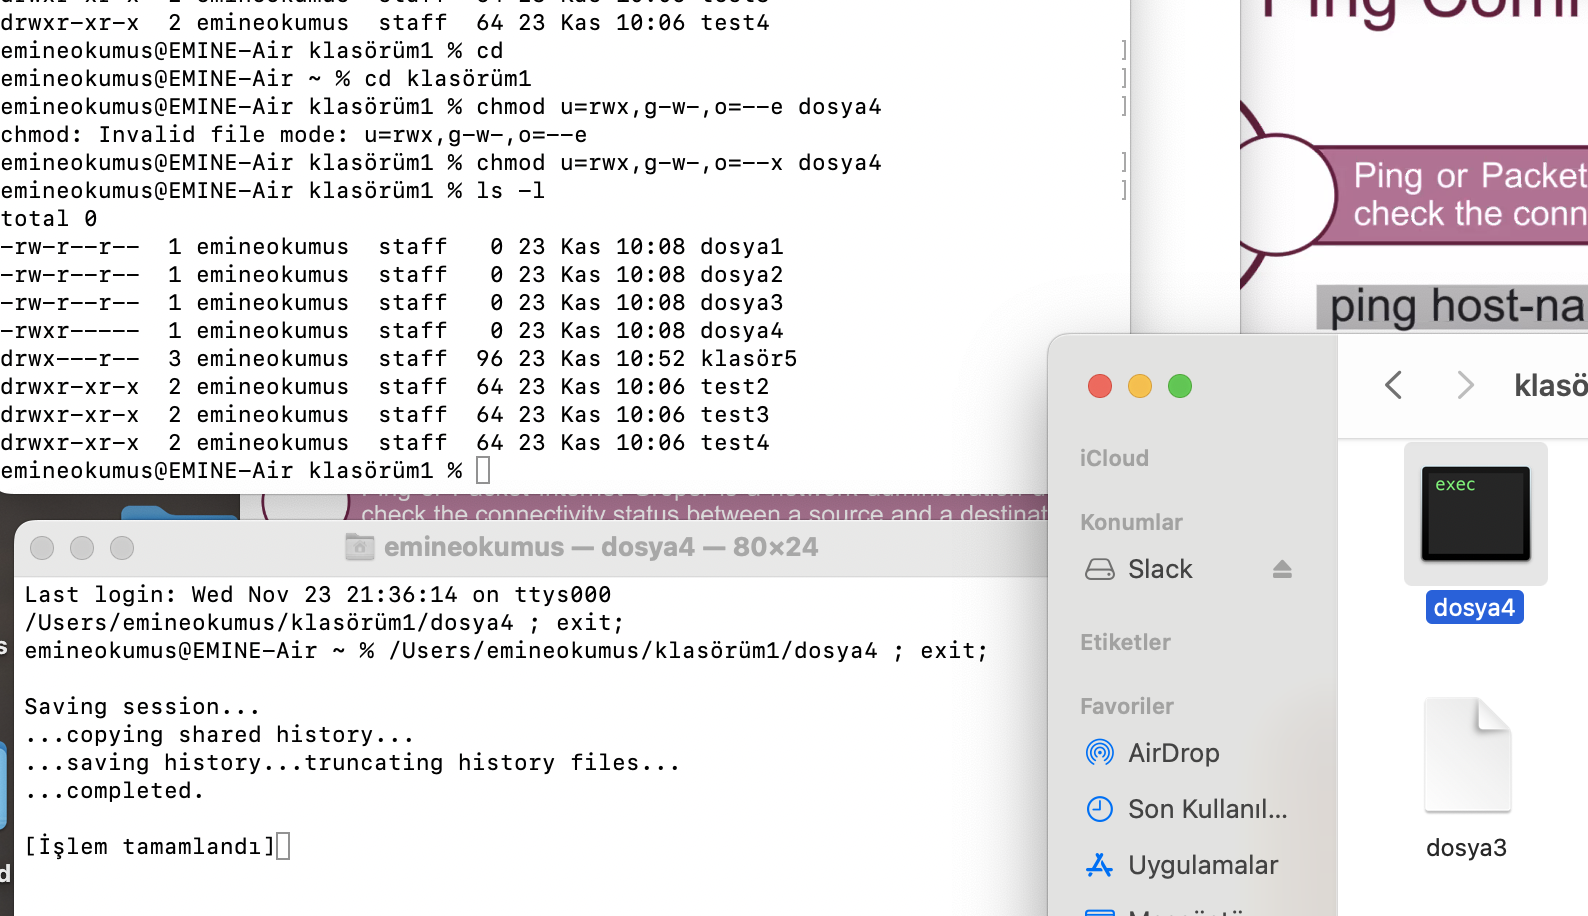 drwxr-xr-x  2 emineokumus  staff  64 23 Kas 10:06 test4
emineokumus@EMINE-Air klasörüm1 % cd
emineokumus@EMINE-Air ~ % cd klasörüm1
emineokumus@EMINE-Air klasörüm1 % chmod u=rwx,g-w-,o=--e dosya4
chmod: Invalid file mode: u=rwx,g-w-,o=--e
emineokumus@EMINE-Air klasörüm1 % chmod u=rwx,g-w-,o=--x dosya4
emineokumus@EMINE-Air klasörüm1 % ls -l
total 0
-rw-r--r--  1 emineokumus  staff   0 23 Kas 10:08 dosya1
-rw-r--r--  1 emineokumus  staff   0 23 Kas 10:08 dosya2
-rw-r--r--  1 emineokumus  staff   0 23 Kas 10:08 dosya3
-rwxr-----  1 emineokumus  staff   0 23 Kas 10:08 dosya4
drwx---r--  3 emineokumus  staff  96 23 Kas 10:52 klasör5
drwxr-xr-x  2 emineokumus  staff  64 23 Kas 10:06 test2
drwxr-xr-x  2 emineokumus  staff  64 23 Kas 10:06 test3
drwxr-xr-x  2 emineokumus  staff  64 23 Kas 10:06 test4
emineokumus@EMINE-Air klasörüm1 %
Ping
Ping or Packet
check the conn
ping host-na
check the connectivity status between a source and a destinat
emineokumus — dosya4 — 80×24
Last login: Wed Nov 23 21:36:14 on ttys000
/Users/emineokumus/klasörüm1/dosya4 ; exit;
emineokumus@EMINE-Air ~ % /Users/emineokumus/klasörüm1/dosya4 ; exit;
Saving session...
...copying shared history...
...saving history...truncating history files...
...completed.
[İşlem tamamlandı]
klasö
iCloud
Konumlar
Slack
Etiketler
Favoriler
AirDrop
Son Kullanıl...
Uygulamalar
exec
dosya4
dosya3